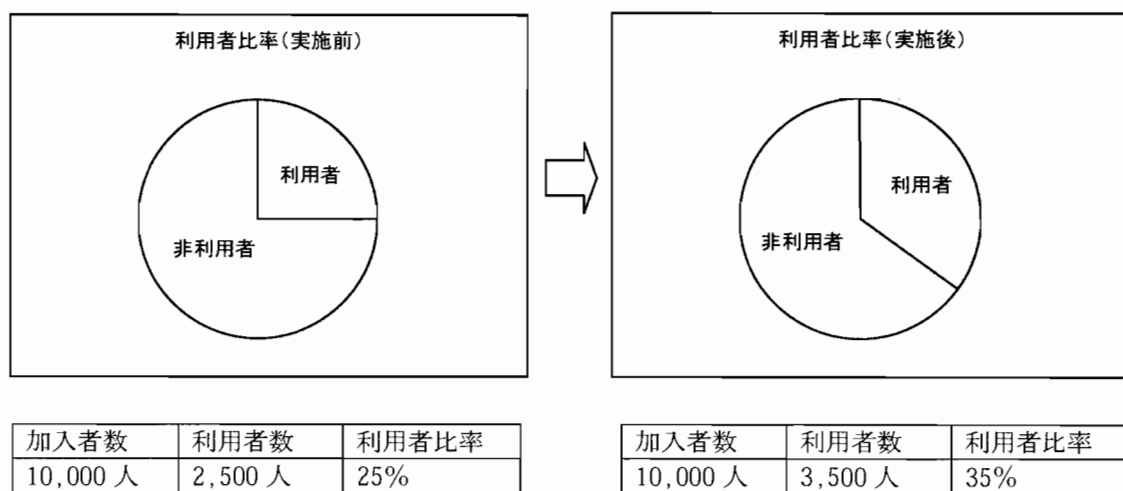 利用者比率(実施前)
利用者
非利用者
利用者比率(実施後)
利用者
非利用者
加入者数 利用者数 利用者比率
10,000 人 2,500 人 25%
加入者数 利用者数 利用者比率
10,000 人 3,500 人 35%